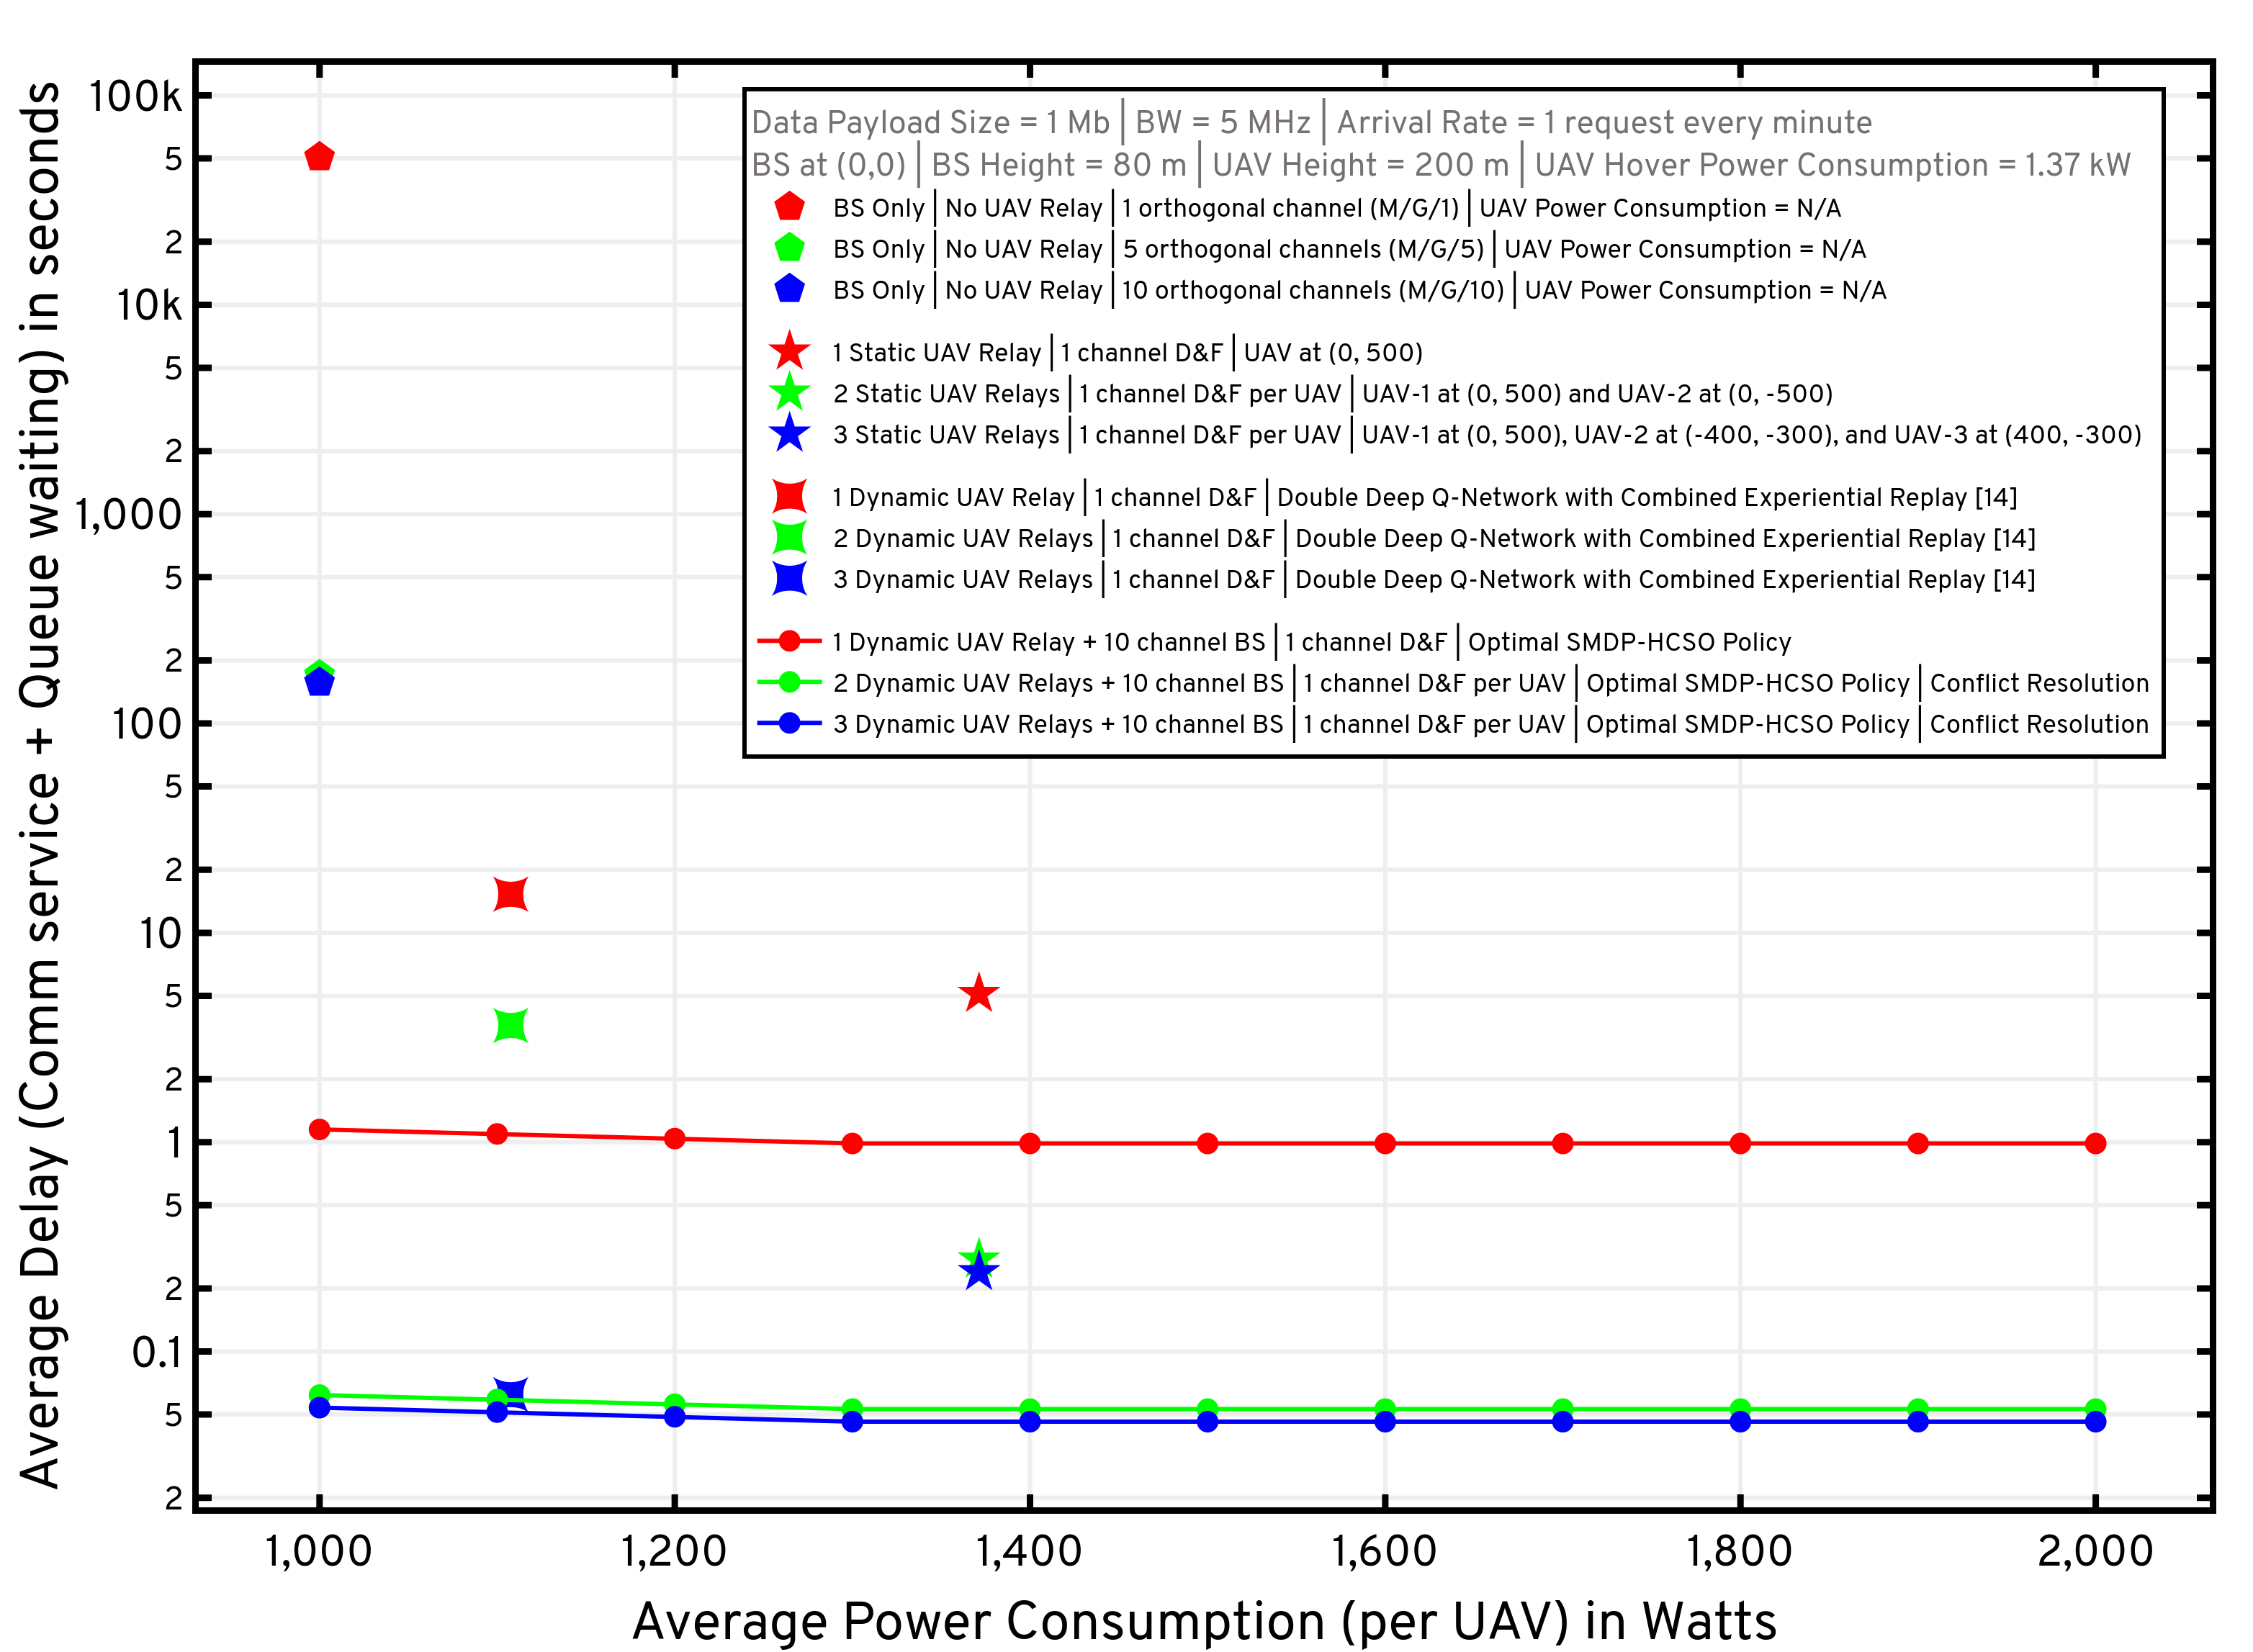 Average Delay (Comm service + Queue waiting) in seconds
100k
5
2
10k
5
2
1,000
5
2
100
5
2
10
5
2
1
5
2
0.1
5
2
Data Payload Size = 1 Mb | BW = 5 MHz | Arrival Rate = 1 request every minute
BS at (0,0) | BS Height = 80 m | UAV Height = 200 m | UAV Hover Power Consumption = 1.37 kW
BS Only | No UAV Relay | 1 orthogonal channel (M/G/1) | UAV Power Consumption = N/A
BS Only | No UAV Relay | 5 orthogonal channels (M/G/5) | UAV Power Consumption = N/A
BS Only | No UAV Relay | 10 orthogonal channels (M/G/10) | UAV Power Consumption = N/A
1 Static UAV Relay | 1 channel D&F | UAV at (0, 500)
2 Static UAV Relays | 1 channel D&F per UAV | UAV-1 at (0, 500) and UAV-2 at (0, -500)
3 Static UAV Relays | 1 channel D&F per UAV | UAV-1 at (0, 500), UAV-2 at (-400, -300), and UAV-3 at (400, -300)
1 Dynamic UAV Relay | 1 channel D&F | Double Deep Q-Network with Combined Experiential Replay [14]
2 Dynamic UAV Relays | 1 channel D&F | Double Deep Q-Network with Combined Experiential Replay [14]
3 Dynamic UAV Relays | 1 channel D&F | Double Deep Q-Network with Combined Experiential Replay [14]
1 Dynamic UAV Relay + 10 channel BS | 1 channel D&F | Optimal SMDP-HCSO Policy
2 Dynamic UAV Relays + 10 channel BS | 1 channel D&F per UAV | Optimal SMDP-HCSO Policy | Conflict Resolution
3 Dynamic UAV Relays + 10 channel BS | 1 channel D&F per UAV | Optimal SMDP-HCSO Policy | Conflict Resolution
1,000
1,200
1,400
1,600
1,800
2,000
Average Power Consumption (per UAV) in Watts